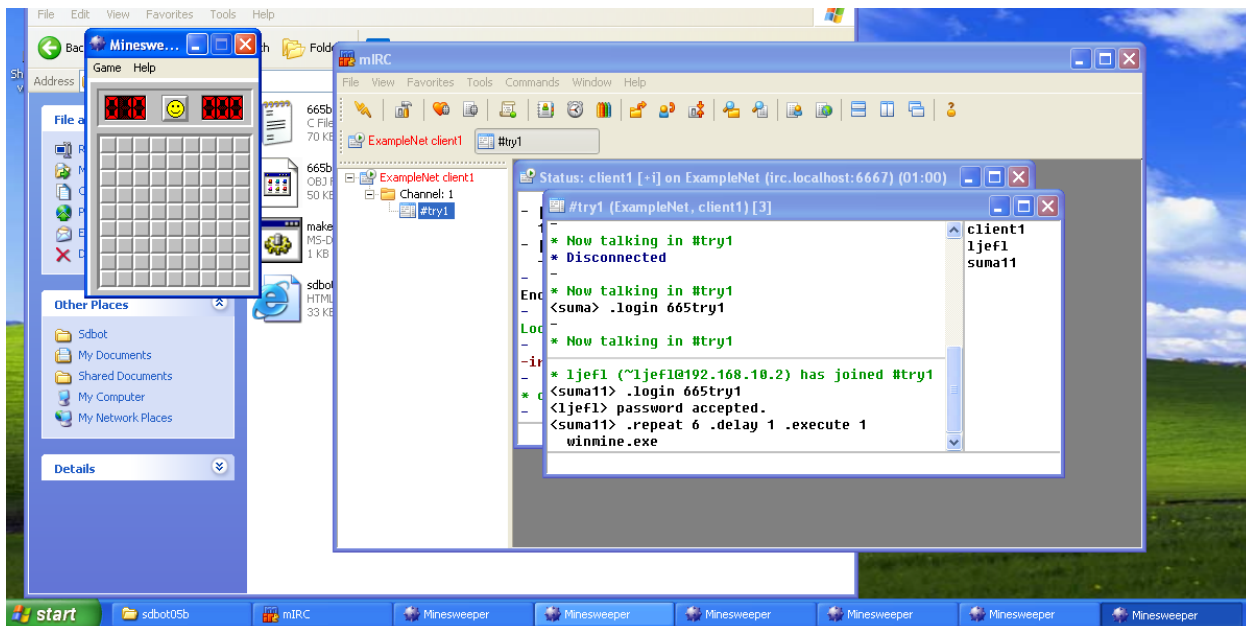 File Edit View Favorites Tools Help
Mineswe...
Game Help
010
000
Address
665b
C File
70 KB
665b
50 KB
make
1 KB
sdbot
33 KB
Other Places
Sdbot
My Documents
Shared Documents
My Computer
My Network Places
Details
mIRC
File View Favorites Tools Commands Window Help
ExampleNet client1 #try1
ExampleNet client1
Channel: 1
#try1
Status: client1 [+i] on ExampleNet (irc.localhost:6667) (01:00)
#try1 (ExampleNet, client1) [3]
-
* Now talking in #try1
* Disconnected
-
* Now talking in #try1
<suma> .login 665try1
-
* Now talking in #try1
* ljefl (~ljefl@192.168.10.2) has joined #try1
<suma11> .login 665try1
<ljefl> password accepted.
<suma11> .repeat 6 .delay 1 .execute 1
winmine.exe
client1
ljefl
suma11
start sdbot05b mIRC Minesweeper Minesweeper Minesweeper Minesweeper Minesweeper Minesweeper